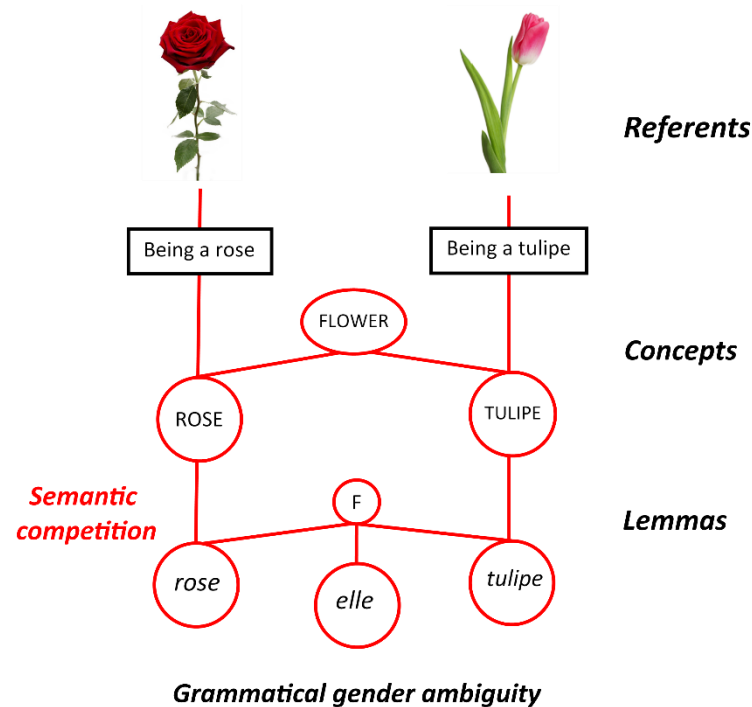 Referents
Being a rose
Being a tulipe
FLOWER
Concepts
ROSE
TULIPE
Semantic
competition
F
Lemmas
rose
elle
tulipe
Grammatical gender ambiguity